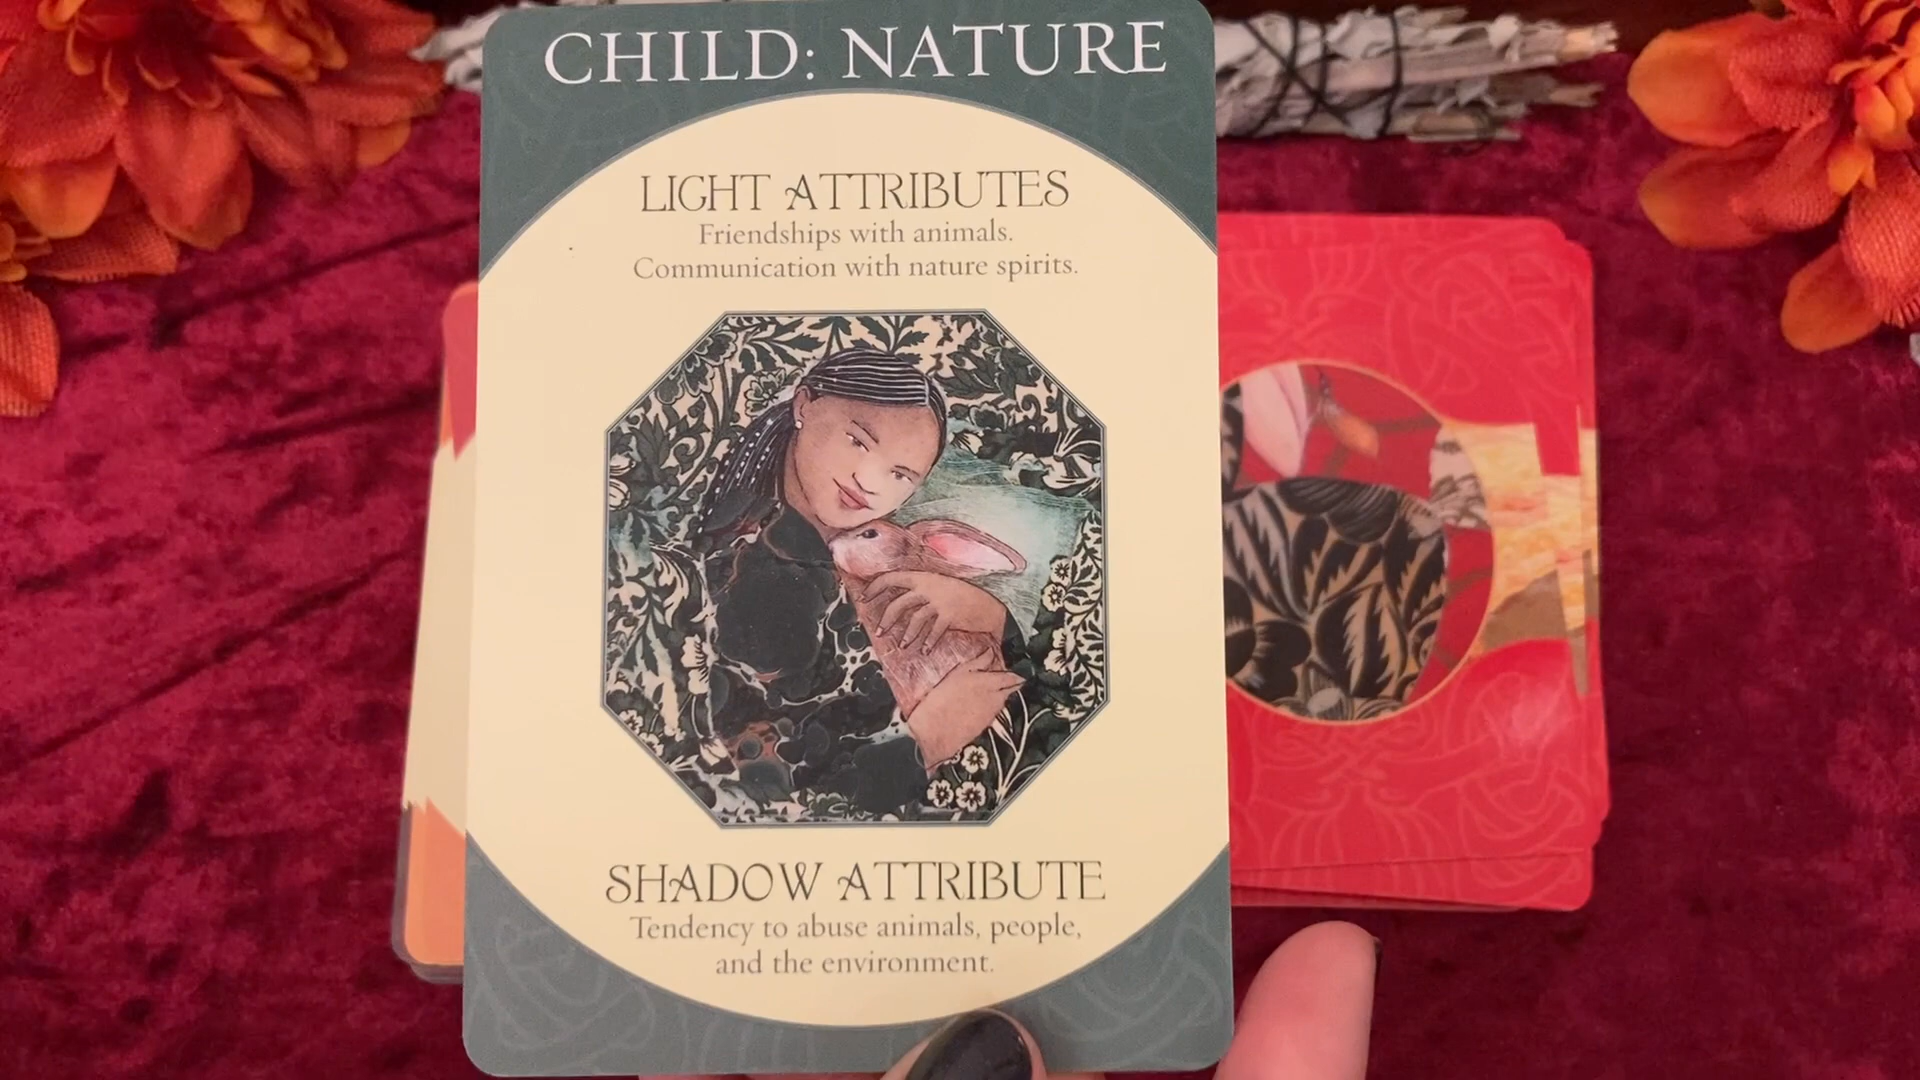 CHILD: NATURE
LIGHT ATTRIBUTES
Friendships with animals.
Communication with nature spirits.
SHADOW ATTRIBUTE
Tendency to abuse animals, people,
and the environment.